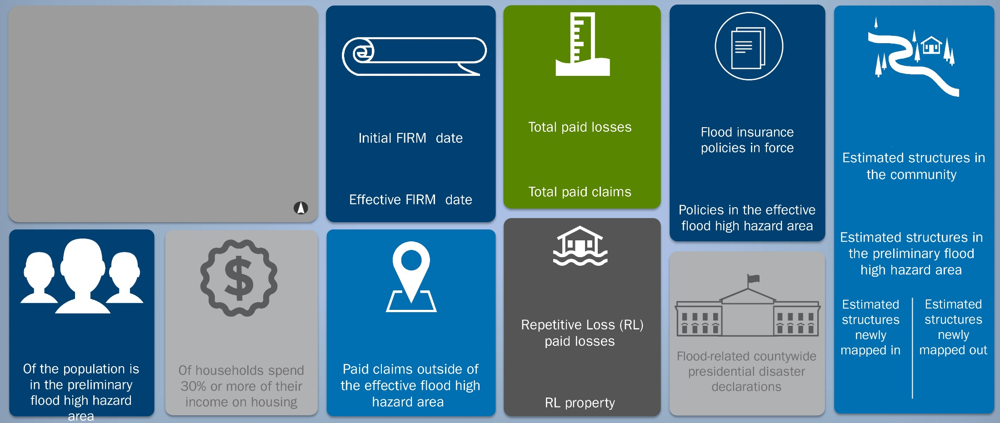 Initial FIRM  date
Effective FIRM  date
Total paid losses
Total paid claims
Flood insurance
policies in force
Policies in the effective
flood high hazard area
Estimated structures in
the community
Estimated structures in
the preliminary flood
high hazard area
Estimated
structures
newly
mapped in
Estimated
structures
newly
mapped out
Of the population is
in the preliminary
flood high hazard
area
$
Of households spend
30% or more of their
income on housing
Paid claims outside of
the effective flood high
hazard area
Repetitive Loss (RL)
paid losses
RL property
Flood-related countywide
presidential disaster
declarations